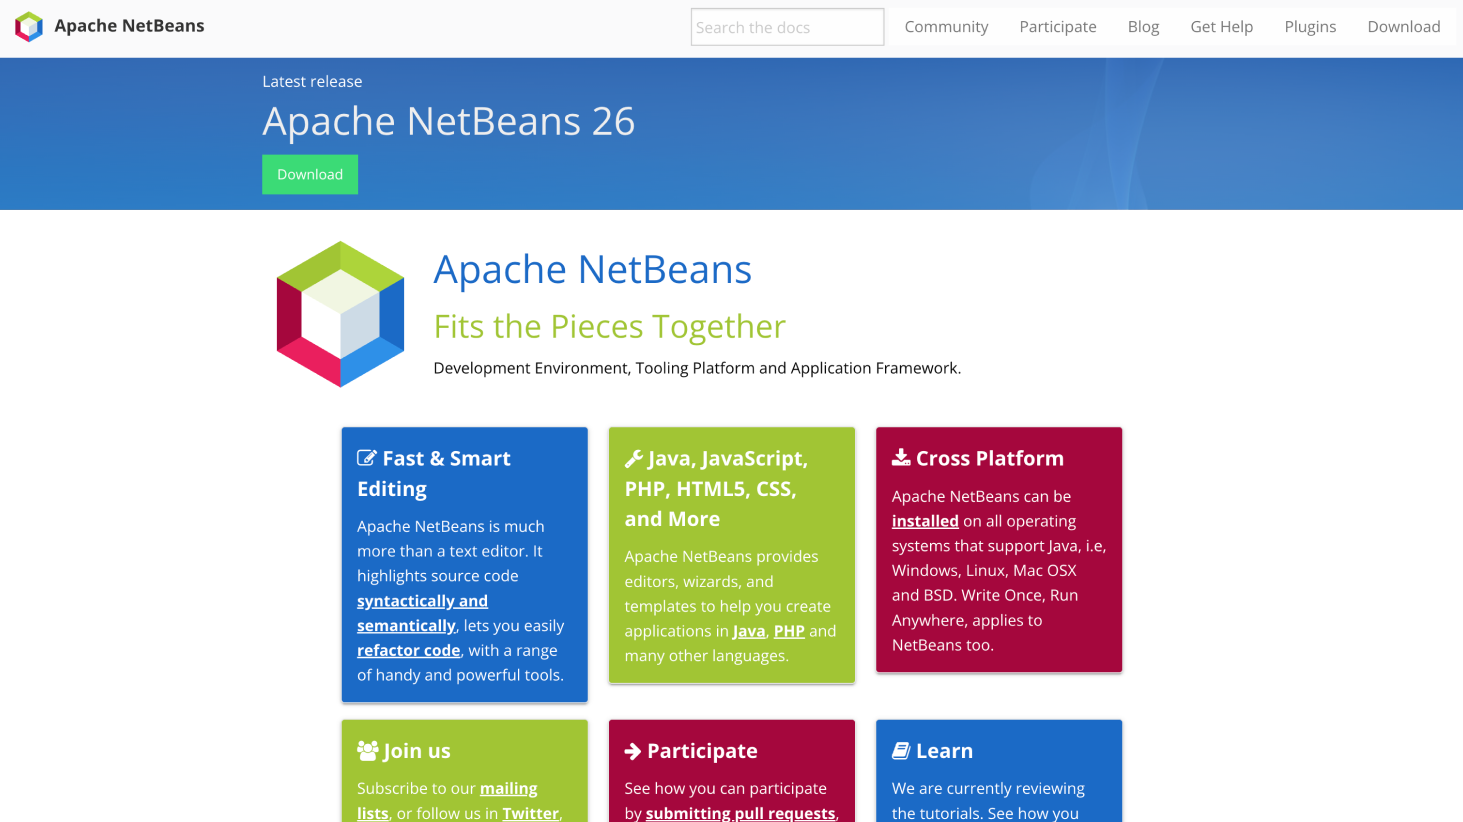 Apache NetBeans
Search the docs
Community
Participate
Blog
Get Help
Plugins
Download
Latest release
Apache NetBeans 26
Download
Apache NetBeans
Fits the Pieces Together
Development Environment, Tooling Platform and Application Framework.
Fast & Smart
Editing
Apache NetBeans is much
more than a text editor. It
highlights source code
syntactically and
semantically, lets you easily
refactor code, with a range
of handy and powerful tools.
Java, JavaScript,
PHP, HTML5, CSS,
and More
Apache NetBeans provides
editors, wizards, and
templates to help you create
applications in Java, PHP and
many other languages.
Cross Platform
Apache NetBeans can be
installed on all operating
systems that support Java, i.e,
Windows, Linux, Mac OSX
and BSD. Write Once, Run
Anywhere, applies to
NetBeans too.
Join us
Subscribe to our mailing
lists, or follow us in Twitter,
Participate
See how you can participate
by submitting pull requests,
Learn
We are currently reviewing
the tutorials. See how you